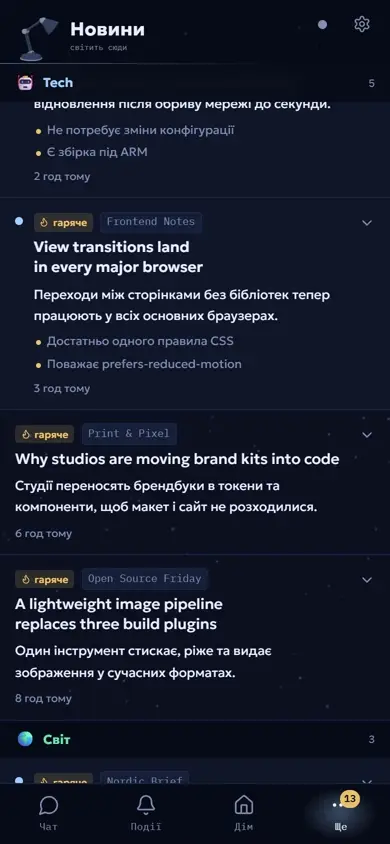 Новини
світить сюди
Tech
5
відновлення після обриву мережі до секунди.
Не потребує зміни конфігурації
Є збірка під ARM
2 год тому
гаряче
Frontend Notes
View transitions land
in every major browser
Переходи між сторінками без бібліотек тепер
працюють у всіх основних браузерах.
Достатньо одного правила CSS
Поважає prefers-reduced-motion
3 год тому
гаряче
Print & Pixel
Why studios are moving brand kits into code
Студії переносять брендбуки в токени та
компоненти, щоб макет і сайт не розходилися.
6 год тому
гаряче
Open Source Friday
A lightweight image pipeline
replaces three build plugins
Один інструмент стискає, ріже та видає
зображення у сучасних форматах.
8 год тому
Світ
3
гаряче
Nordic Brief
13
Чат
Події
Дім
Ще